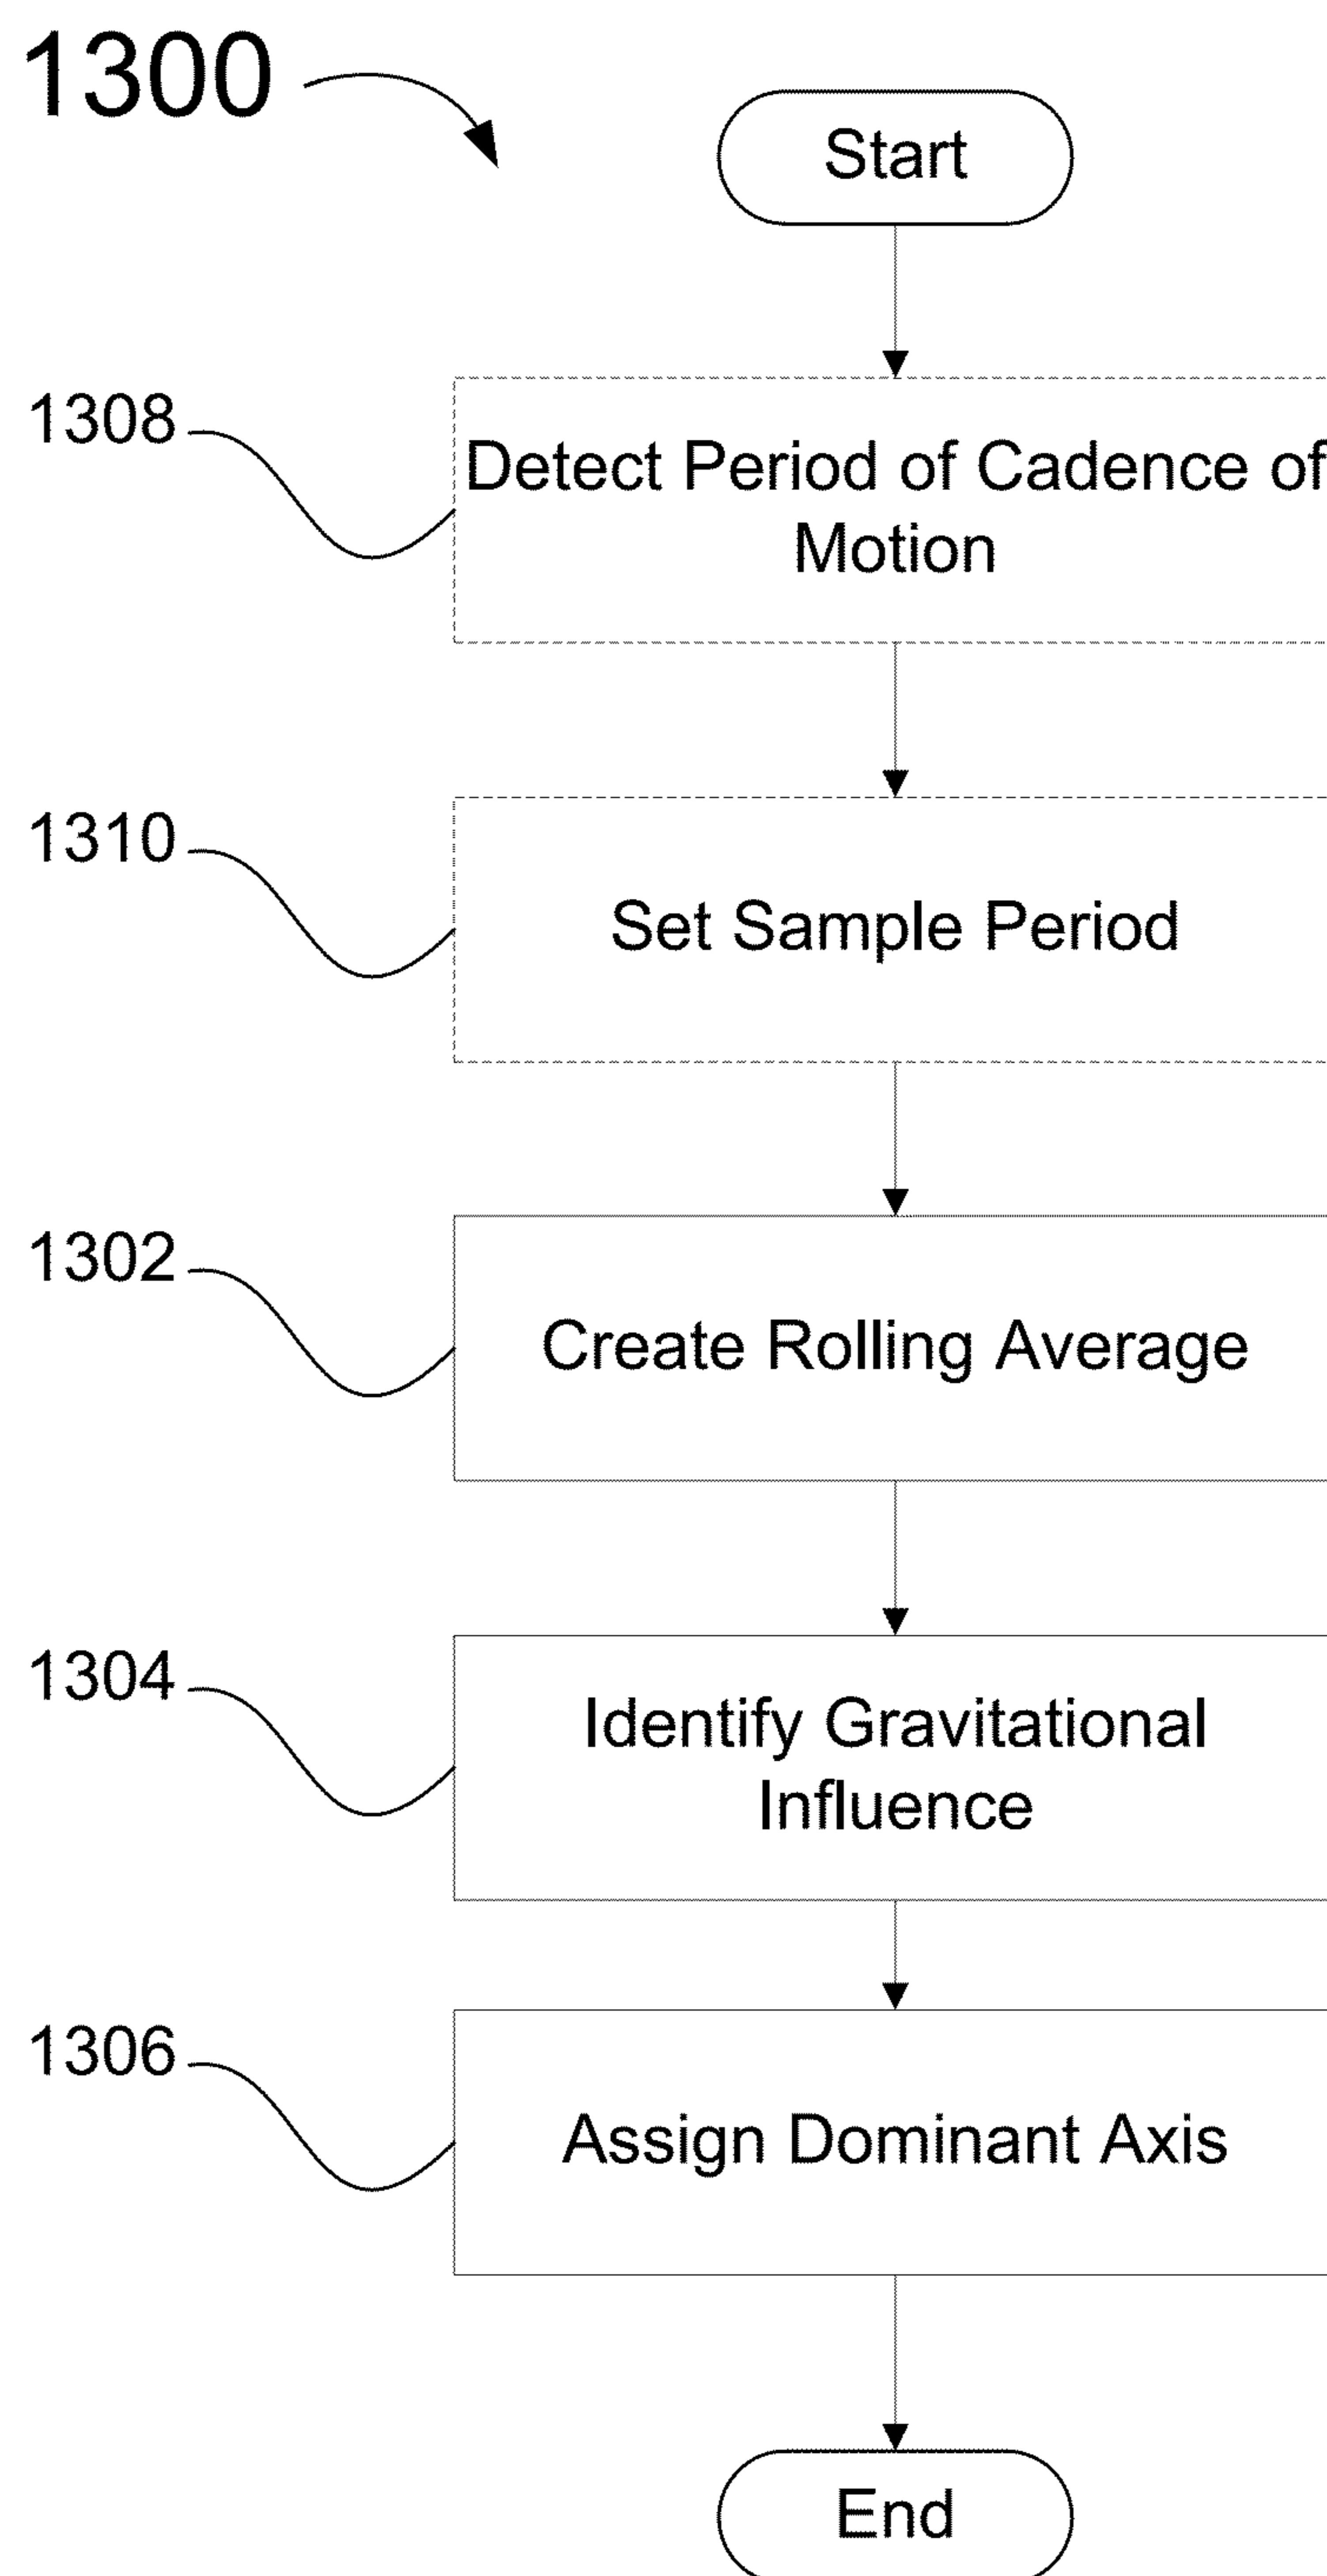 1300
Start
1308
Detect Period of Cadence of
Motion
1310
Set Sample Period
1302
Create Rolling Average
1304
Identify Gravitational
Influence
1306
Assign Dominant Axis
End